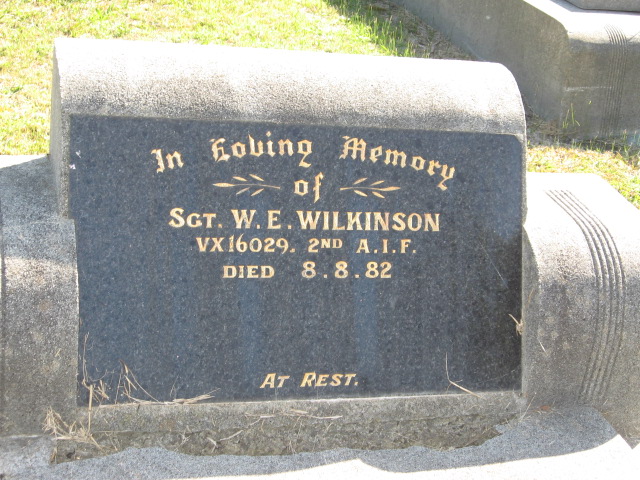 In Loving Memory
of
SGT. W.E. WILKINSON
VX16029. 2ND A.I.F.
DIED 8.8.82
AT REST.